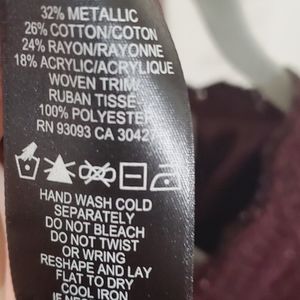 32% METALLIC
26% COTTON/COTON
24% RAYON/RAYONNE
18% ACRYLIC/ACRYLIQUE
WOVEN TRIM/
RUBAN TISSÉ
100% POLYESTER
RN 93093 CA 30427
HAND WASH COLD
SEPARATELY
DO NOT BLEACH
DO NOT TWIST
OR WRING
RESHAPE AND LAY
FLAT TO DRY
COOL IRON
IF NEE